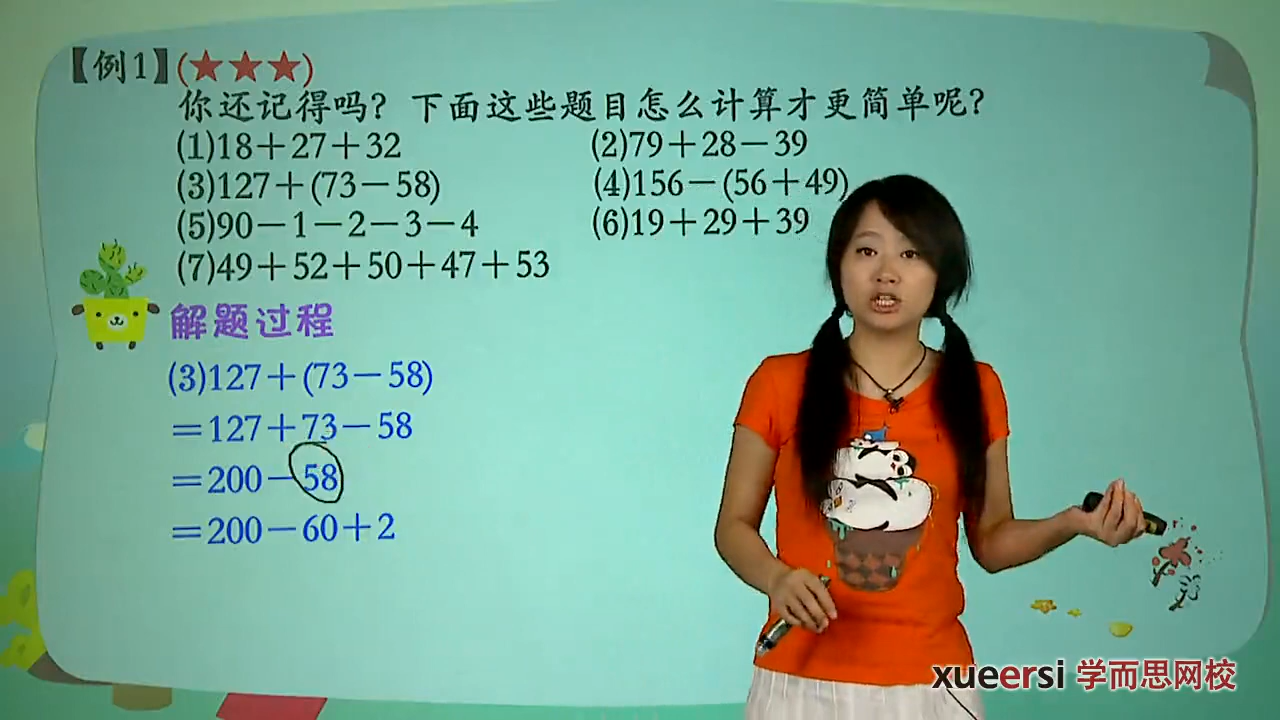 【例1】(★★★)
你还记得吗？下面这些题目怎么计算才更简单呢？
(1)18＋27＋32
(2)79＋28－39
(3)127＋(73－58)
(4)156－(56＋49)
(5)90－1－2－3－4
(6)19＋29＋39
(7)49＋52＋50＋47＋53
解题过程
(3)127＋(73－58)
＝127＋73－58
＝200－58
＝200－60＋2
xueersi 学而思网校